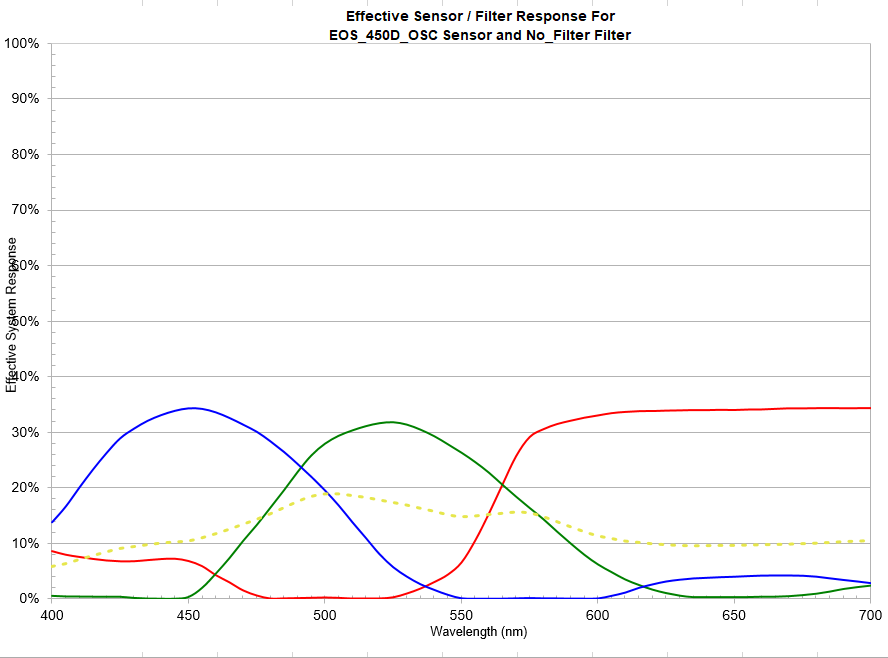 Effective Sensor / Filter Response For
EOS_450D_OSC Sensor and No_Filter Filter
100%
90%
80%
70%
60%
50%
40%
30%
20%
10%
0%
Effective System Response
400 450 500 550 600 650 700
Wavelength (nm)